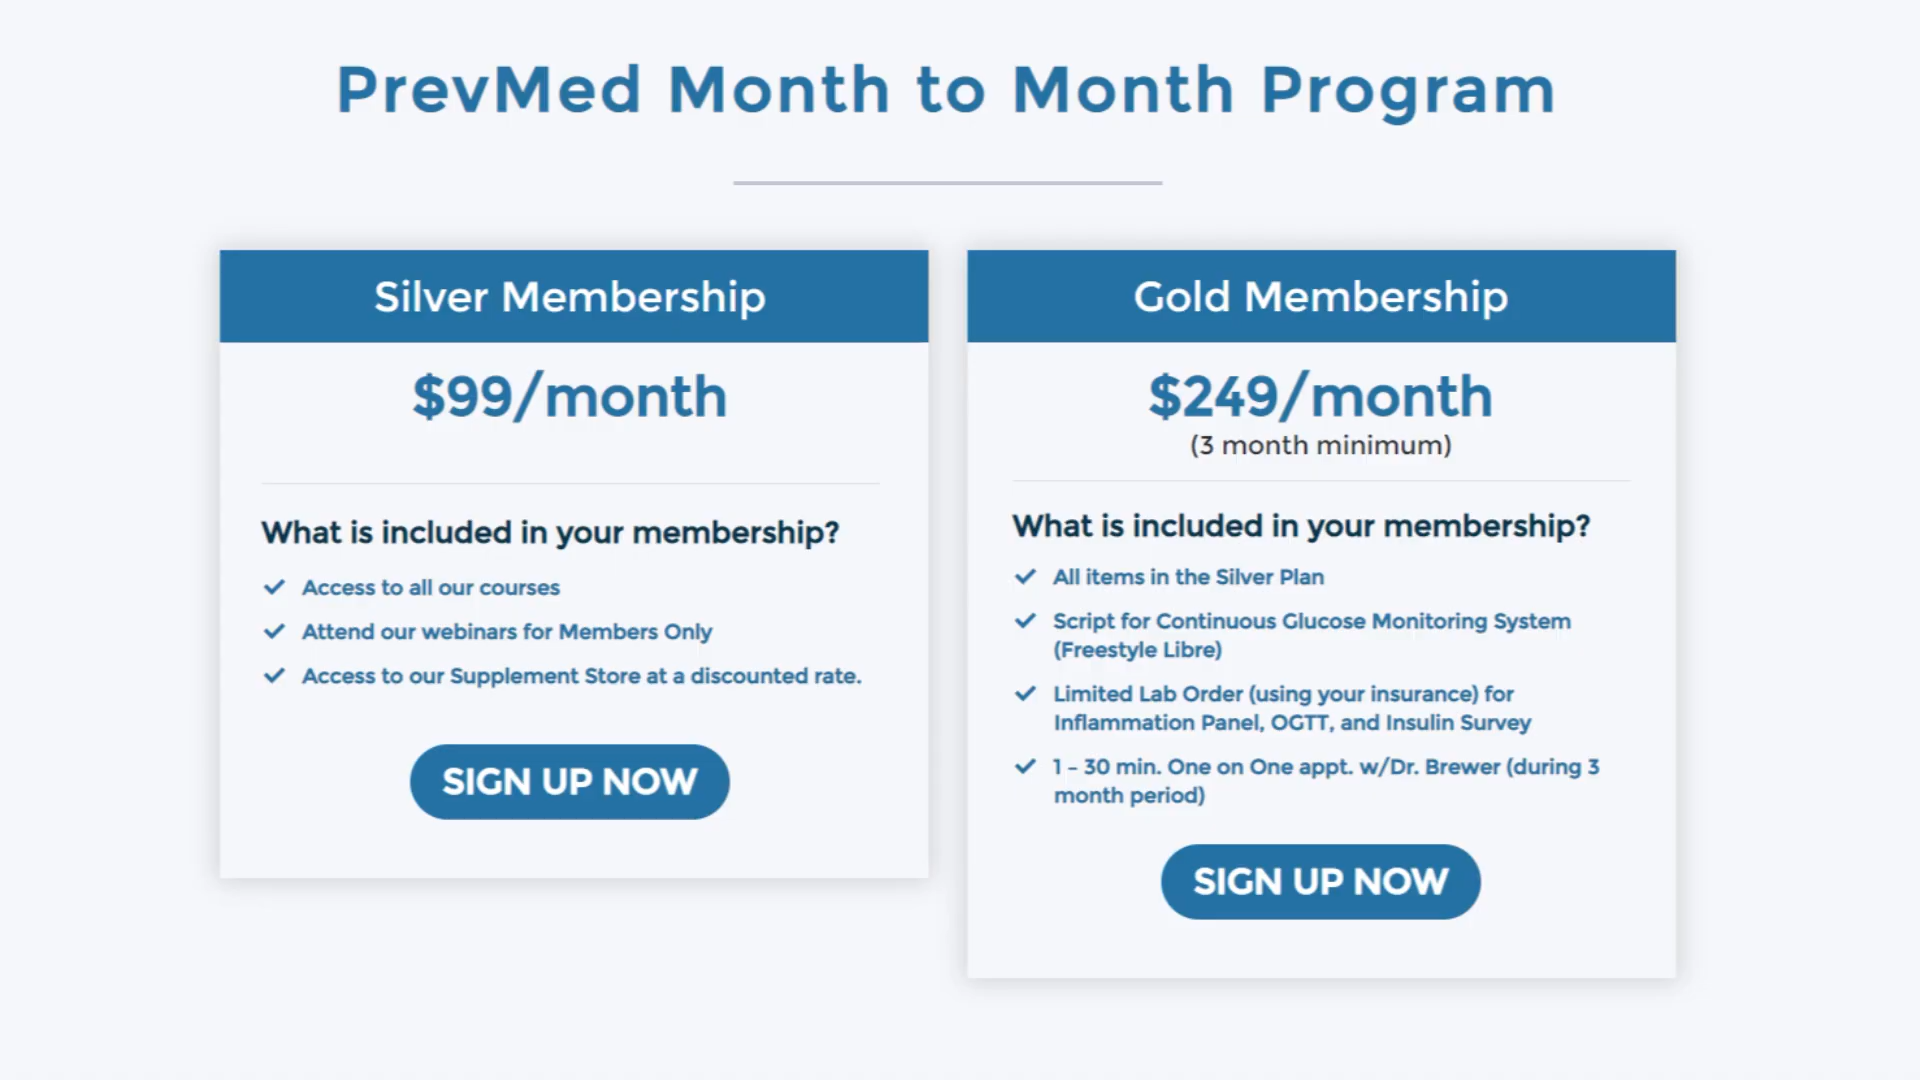 PrevMed Month to Month Program
Silver Membership
$99/month
What is included in your membership?
Access to all our courses
Attend our webinars for Members Only
Access to our Supplement Store at a discounted rate.
SIGN UP NOW
Gold Membership
$249/month
(3 month minimum)
What is included in your membership?
All items in the Silver Plan
Script for Continuous Glucose Monitoring System
(Freestyle Libre)
Limited Lab Order (using your insurance) for
Inflammation Panel, OGTT, and Insulin Survey
1 – 30 min. One on One appt. w/Dr. Brewer (during 3
month period)
SIGN UP NOW